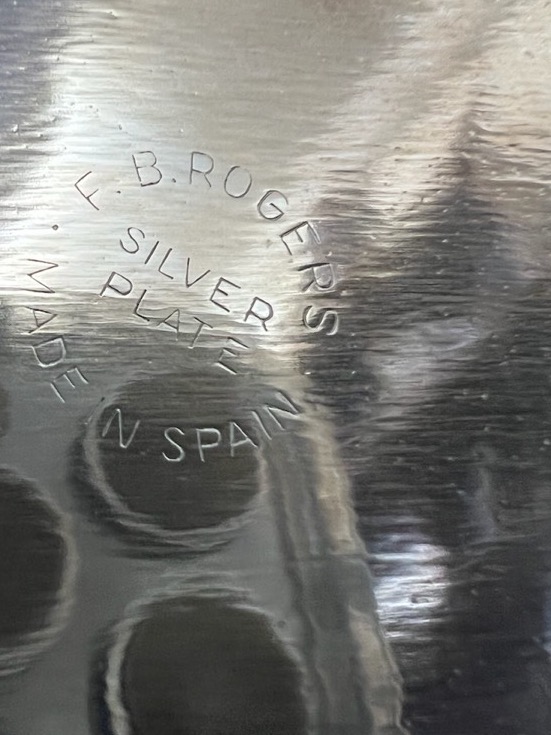 F.B.ROGERS
SILVER
PLATE
MADE IN SPAIN